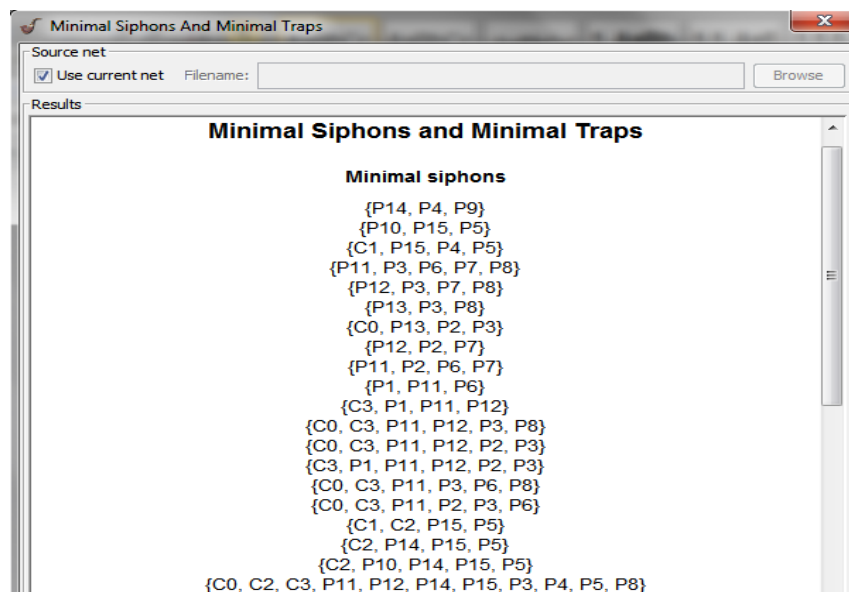 Minimal Siphons And Minimal Traps
Source net
Use current net Filename: Browse
Results
Minimal Siphons and Minimal Traps
Minimal siphons
{P14, P4, P9}
{P10, P15, P5}
{C1, P15, P4, P5}
{P11, P3, P6, P7, P8}
{P12, P3, P7, P8}
{P13, P3, P8}
{C0, P13, P2, P3}
{P12, P2, P7}
{P11, P2, P6, P7}
{P1, P11, P6}
{C3, P1, P11, P12}
{C0, C3, P11, P12, P3, P8}
{C0, C3, P11, P12, P2, P3}
{C3, P1, P11, P12, P2, P3}
{C0, C3, P11, P3, P6, P8}
{C0, C3, P11, P2, P3, P6}
{C1, C2, P15, P5}
{C2, P14, P15, P5}
{C2, P10, P14, P15, P5}
{C0, C2, C3, P11, P12, P14, P15, P3, P4, P5, P8}